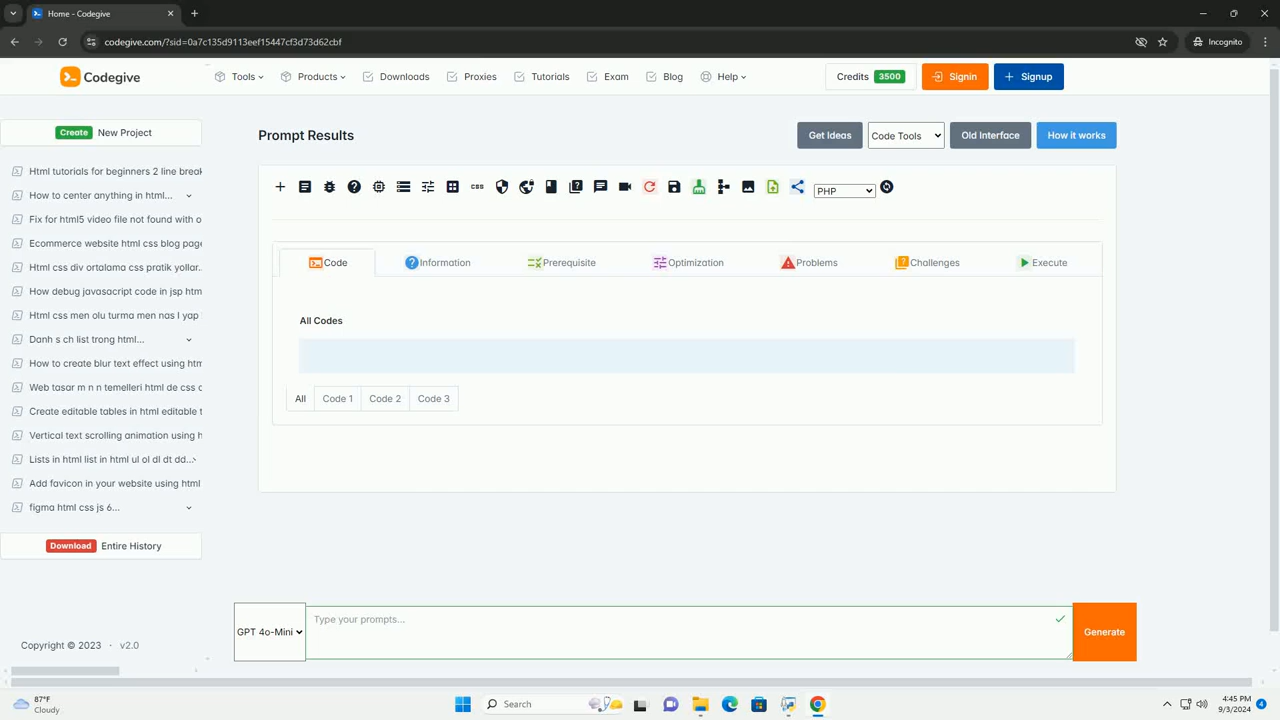 Home - Codegive
codegive.com/?sid=0a7c135d9113eef15447cf3d73d62cbf
Incognito
Codegive
Tools
Products
Downloads
Proxies
Tutorials
Exam
Blog
Help
Credits 3500
Signin
Signup
Create New Project
Prompt Results
Get Ideas
Code Tools
Old Interface
How it works
Html tutorials for beginners 2 line break
How to center anything in html...
Fix for html5 video file not found with o
Ecommerce website html css blog page
Html css div ortalama css pratik yollar.
How debug javasacript code in jsp htm
Html css men olu turma men nas l yap
Danh s ch list trong html...
How to create blur text effect using htm
Web tasar m n n temelleri html de css c
Create editable tables in html editable t
Vertical text scrolling animation using h
Lists in html list in html ul ol dl dt dd...
Add favicon in your website using html
figma html css js 6...
Download Entire History
Copyright © 2023 · v2.0
css
PHP
Code
Information
Prerequisite
Optimization
Problems
Challenges
Execute
All Codes
All
Code 1
Code 2
Code 3
GPT 4o-Mini
Type your prompts...
Generate
87°F
Cloudy
Search
4:45 PM
9/3/2024
4